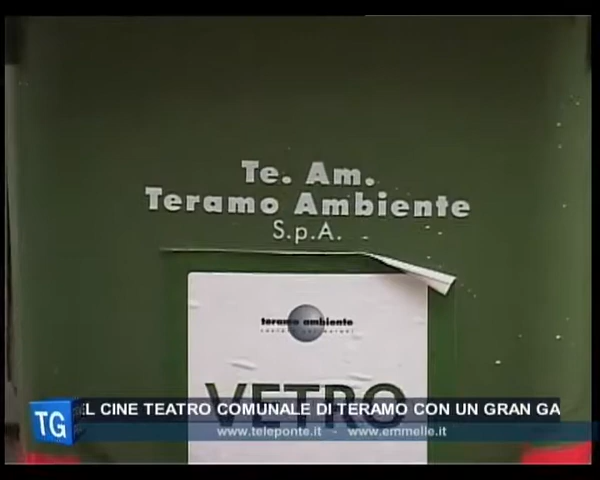 Te. Am.
Teramo Ambiente
S.p.A.
teramo ambiente
VETRO
EL CINE TEATRO COMUNALE DI TERAMO CON UN GRAN GA
TG
www.teleponte.it - www.emmelle.it